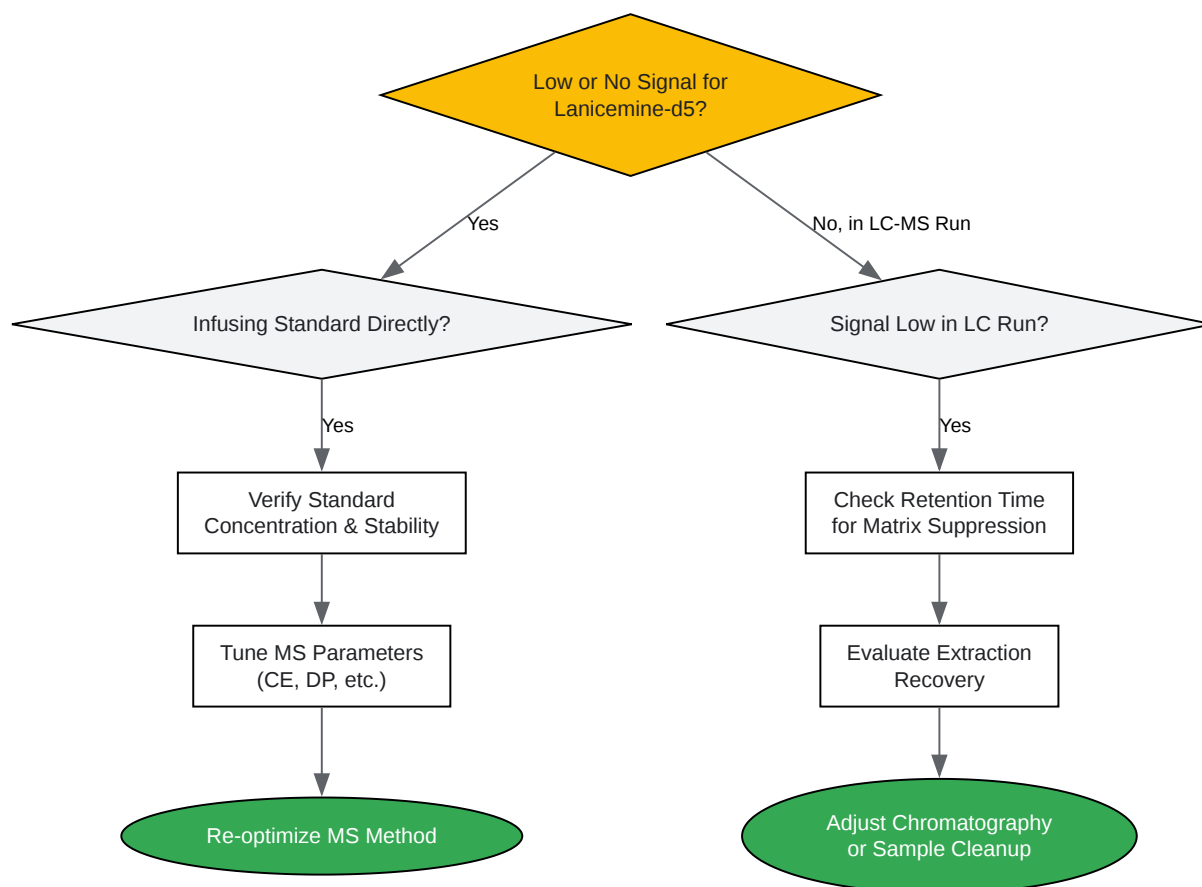 Low or No Signal for
Lanicemine-d5?
Yes
No, in LC-MS Run
Infusing Standard Directly?
Signal Low in LC Run?
Yes
Yes
Verify Standard
Concentration & Stability
Check Retention Time
for Matrix Suppression
Tune MS Parameters
(CE, DP, etc.)
Evaluate Extraction
Recovery
Re-optimize MS Method
Adjust Chromatography
or Sample Cleanup